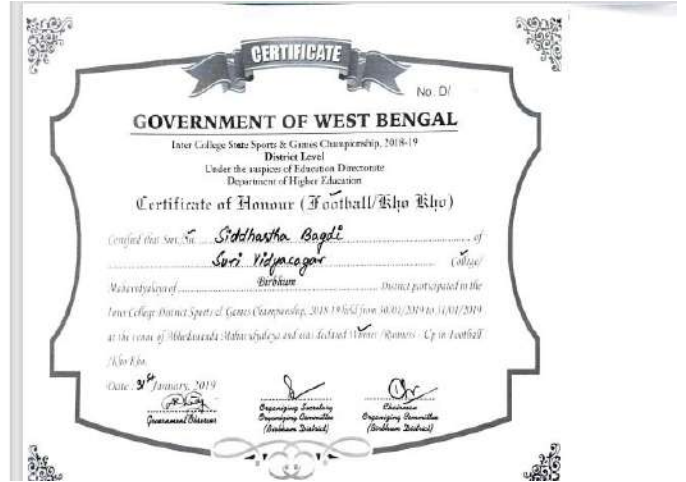 CERTIFICATE
No. D/
GOVERNMENT OF WEST BENGAL
Inter College State Sports & Games Championship, 2018-19
District Level
Under the auspices of Education Directorate
Department of Higher Education
Certificate of Honour (Football/Kho Kho)
Certified that Smt./Sri. Siddhartha Bagdi of
Suri Vidyasagar College/
Mahavidyalaya of Birbhum District participated in the
Inter College District Sports & Games Championship, 2018-19 held from 30/01/2019 to 31/01/2019
at the venue of Abhedananda Mahavidyalaya and was declared Winner /Runners - Up in Football
/Kho Kho.
Date : 31st January, 2019
Government Observer
Organizing Secretary
Organizing Committee
(Birbhum District)
Chairman
Organizing Committee
(Birbhum District)